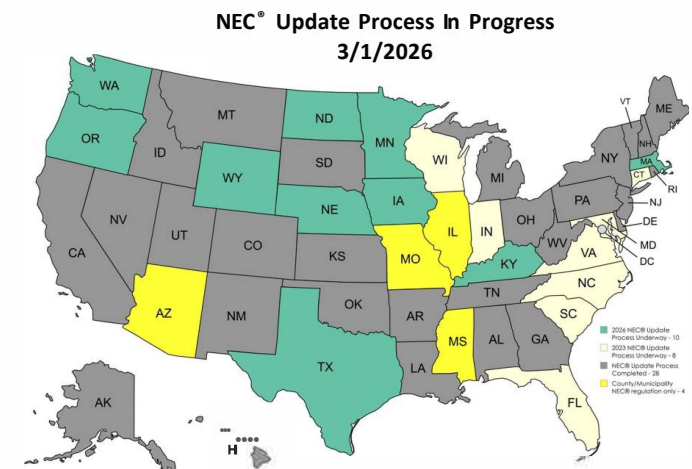 NEC® Update Process In Progress
3/1/2026
WA
OR
MT
ID
WY
ND
SD
NE
MN
IA
WI
MI
VT
ME
NH
NY
MA
CT
RI
NJ
PA
DE
MD
DC
OH
IN
IL
WV
VA
KY
NC
SC
TN
MO
KS
CO
UT
NV
CA
AZ
NM
OK
AR
TX
LA
MS
AL
GA
FL
AK
H
2026 NEC® Update
Process Underway - 10
2023 NEC® Update
Process Underway - 8
NEC® Update Process
Completed - 28
County/Municipality
NEC® regulation only - 4